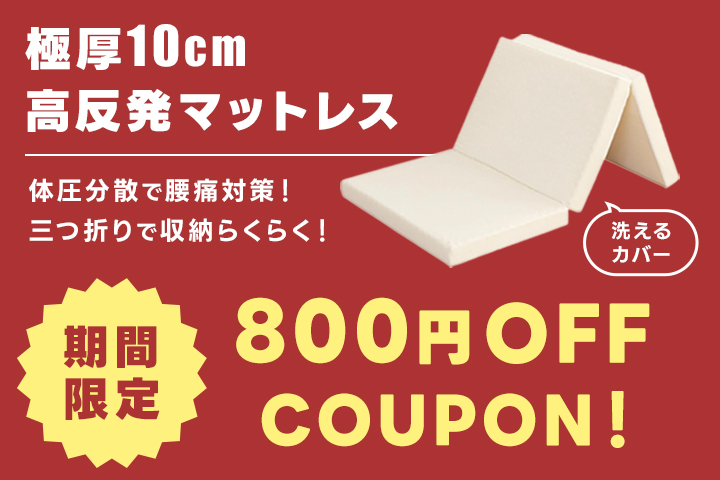 極厚10cm
高反発マットレス
体圧分散で腰痛対策！
三つ折りで収納らくらく！
洗える
カバー
期間
限定
800円OFF
COUPON！